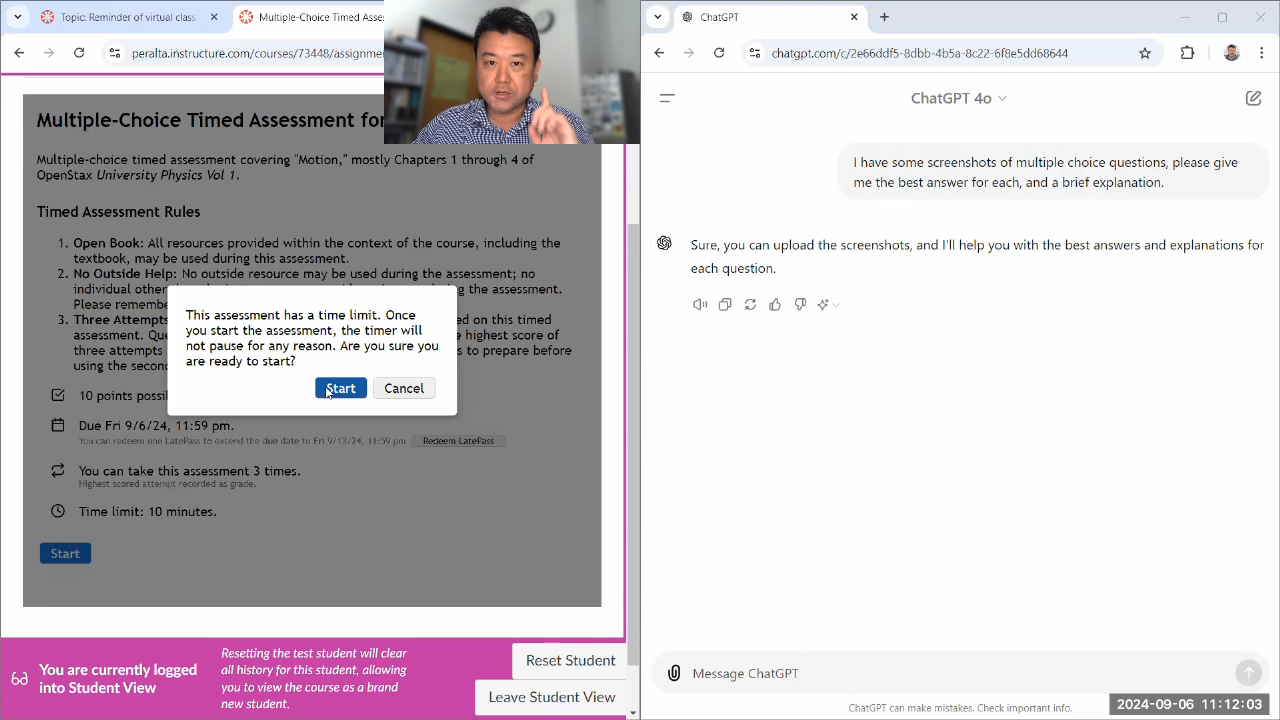 Topic Reminder of virtual class
Multiple-Choice Timed Asses
peralta.instructure.com/courses/73448/assignme
Multiple-Choice Timed Assessment for
Multiple-choice timed assessment covering "Motion," mostly Chapters 1 through 4 of
OpenStax University Physics Vol 1.
Timed Assessment Rules
1. Open Book: All resources provided within the context of the course, including the
textbook, may be used during this assessment.
2. No Outside Help: No outside resource may be used during the assessment; no
individual othe
the assessment.
Please remembe
3. Three Attempts
ed on this timed
assessment. Que
e highest score of
three attempts
s to prepare before
using the secon
This assessment has a time limit. Once
you start the assessment, the timer will
not pause for any reason. Are you sure you
are ready to start?
Start
Cancel
10 points possi
Due Fri 9/6/24, 11:59 pm.
You can redeem one LatePass to extend the due date to Fri 9/13/24, 11:59 pm
Redeem LatePass
You can take this assessment 3 times.
Highest scored attempt recorded as grade.
Time limit: 10 minutes.
Start
You are currently logged
into Student View
Resetting the test student will clear
all history for this student, allowing
you to view the course as a brand
new student.
Reset Student
Leave Student View
ChatGPT
chatgpt.com/c/2e66ddf5-8dbb-4b59-8c22-6f8e5dd68644
ChatGPT 4o
I have some screenshots of multiple choice questions, please give
me the best answer for each, and a brief explanation.
Sure, you can upload the screenshots, and I'll help you with the best answers and explanations for
each question.
Message ChatGPT
ChatGPT can make mistakes. Check important info.
2024-09-06 11:12:03